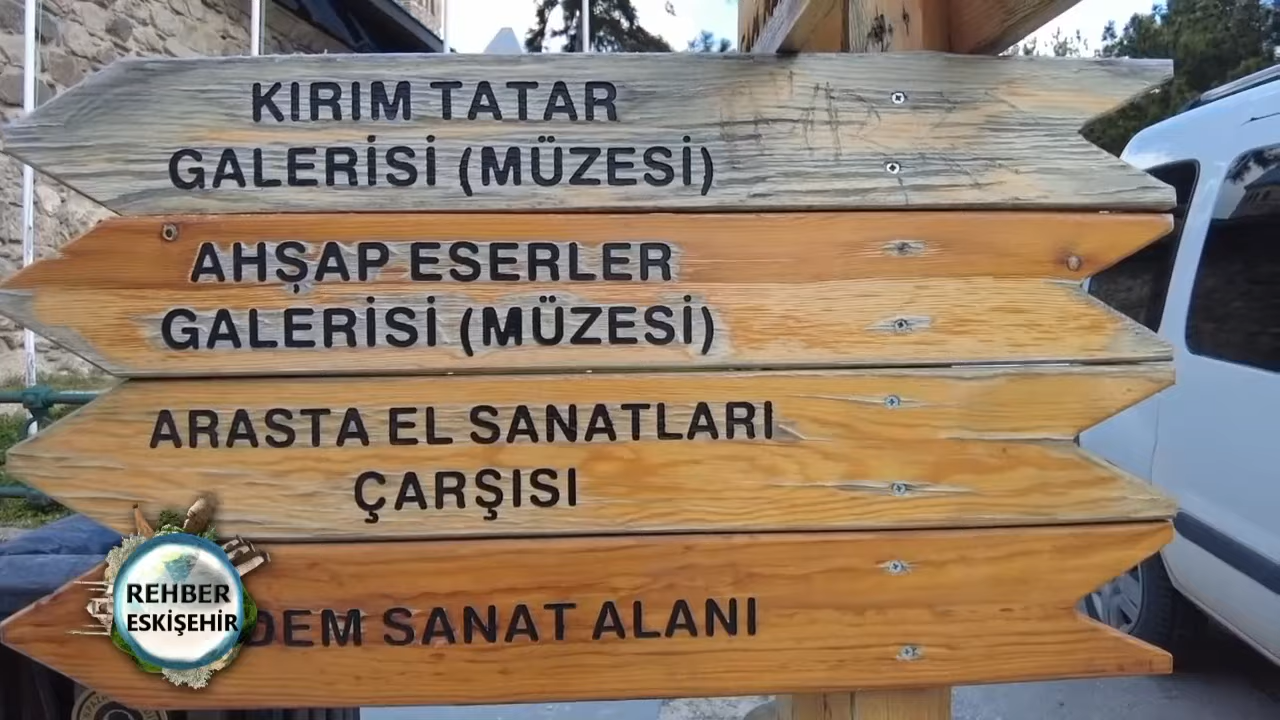 KIRIM TATAR
GALERİSİ (MÜZESİ)
AHŞAP ESERLER
GALERİSİ (MÜZESİ)
ARASTA EL SANATLARI
ÇARŞISI
SANAT ALANI
REHBER
ESKİŞEHİR